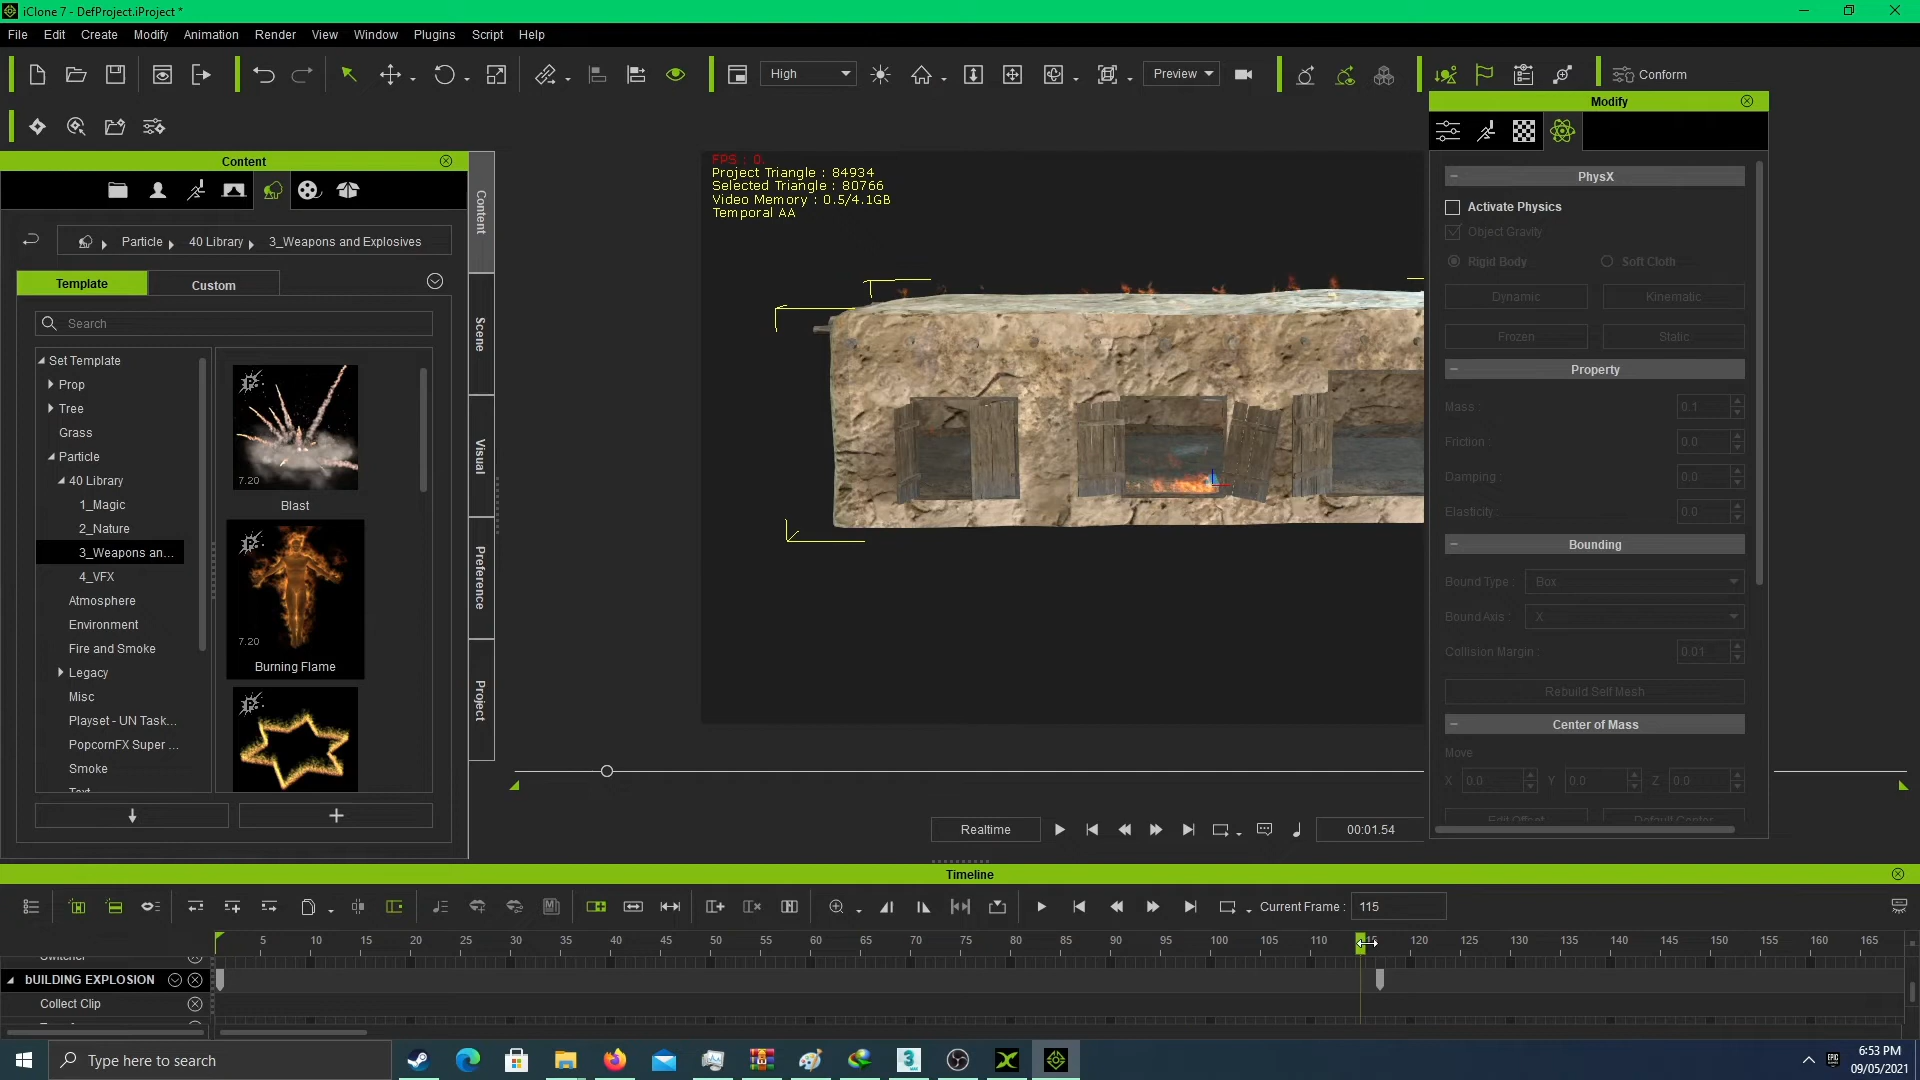 iClone 7 - DefProject.iProject *
File Edit Create Modify Animation Render View Window Plugins Script Help
High Preview Conform
Modify
Content
Particle 40 Library 3_Weapons and Explosives
Template Custom
Search
Set Template
Prop
Tree
Grass
Particle
40 Library
1_Magic
2_Nature
3_Weapons an...
4_VFX
Atmosphere
Environment
Fire and Smoke
Legacy
Misc
Playset - UN Task...
PopcornFX Super ...
Smoke
7.20
Blast
7.20
Burning Flame
Content
Scene
Visual
Preference
Project
FPS : 0.
Project Triangle : 84934
Selected Triangle : 80766
Video Memory : 0.5/4.1GB
Temporal AA
PhysX
Activate Physics
Object Gravity
Rigid Body Soft Cloth
Dynamic Kinematic
Frozen Static
Property
Mass : 0.1
Friction : 0.0
Damping : 0.0
Elasticity : 0.0
Bounding
Bound Type : Box
Bound Axis : X
Collision Margin : 0.01
Rebuild Self Mesh
Center of Mass
Move
X 0.0 Y 0.0 Z 0.0
Edit Offset Default Center
Realtime 00:01.54
Timeline
Current Frame : 115
5 10 15 20 25 30 35 40 45 50 55 60 65 70 75 80 85 90 95 100 105 110 115 120 125 130 135 140 145 150 155 160 165
bUILDING EXPLOSION
Collect Clip
Type here to search
6:53 PM
09/05/2021